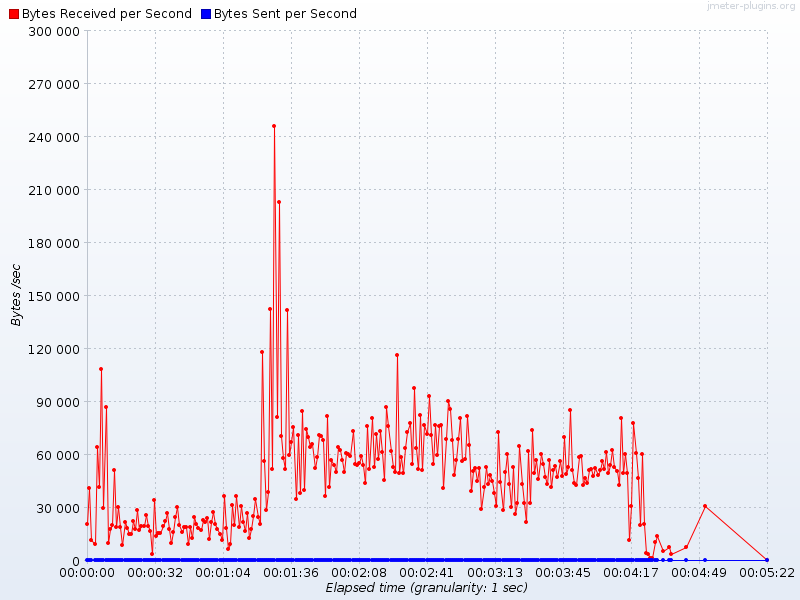 jmeter-plugins.org
Bytes Received per Second Bytes Sent per Second
300 000
270 000
240 000
210 000
180 000
150 000
120 000
90 000
60 000
30 000
0
Bytes /sec
00:00:00 00:00:32 00:01:04 00:01:36 00:02:08 00:02:41 00:03:13 00:03:45 00:04:17 00:04:49 00:05:22
Elapsed time (granularity: 1 sec)